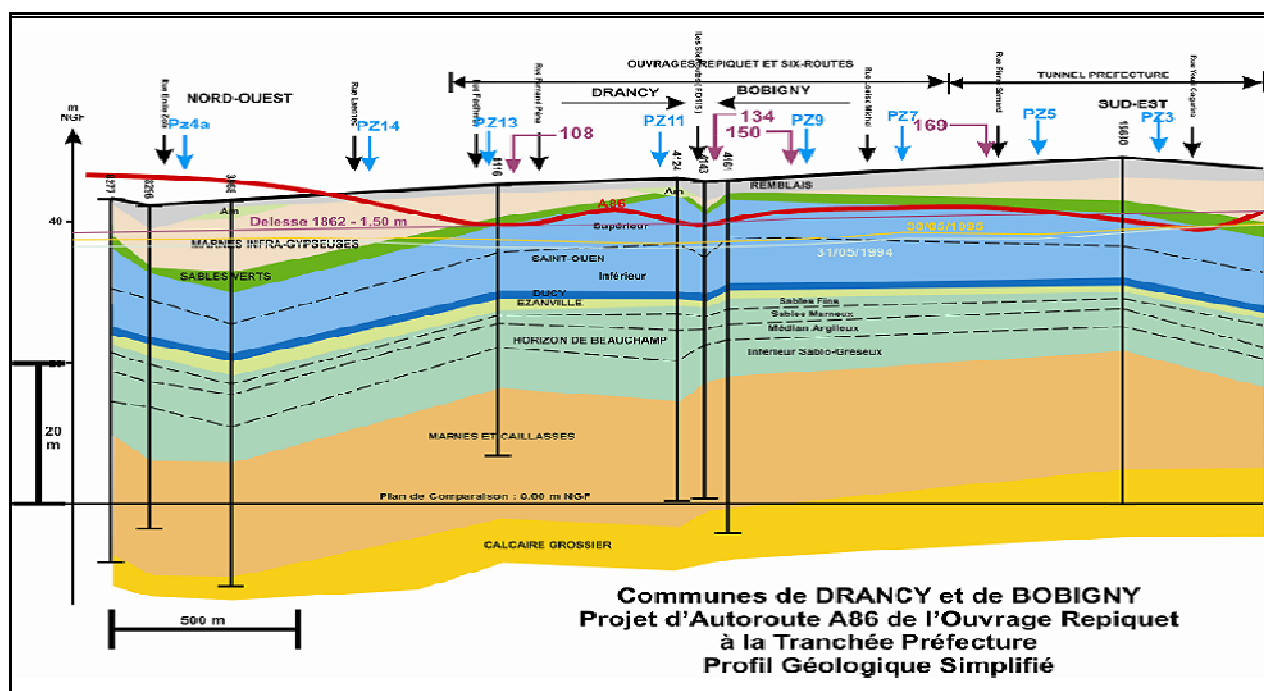 OUVRAGES REPIQUET ET SIX-ROUTES
TUNNEL PREFECTURE
m
NGF
NORD-OUEST
DRANCY
BOBIGNY
SUD-EST
Pz4a
PZ14
PZ13
108
PZ11
134
150
PZ9
PZ7
169
PZ5
PZ3
REMBLAIS
A86
40
Delesse 1862 - 1.50 m
Supérieur
30/05/1995
MARNES INFRA-GYPSEUSES
31/05/1994
SAINT-OUEN
SABLES VERTS
Inférieur
DUCY
EZANVILLE
Sables Fins
Sables Marneux
Médian Argileux
HORIZON DE BEAUCHAMP
Inférieur Sablo-Gréseux
20
m
MARNES ET CAILLASSES
Plan de Comparaison : 0.00 m NGF
CALCAIRE GROSSIER
500 m
Communes de DRANCY et de BOBIGNY
Projet d'Autoroute A86 de l'Ouvrage Repiquet
à la Tranchée Préfecture
Profil Géologique Simplifié